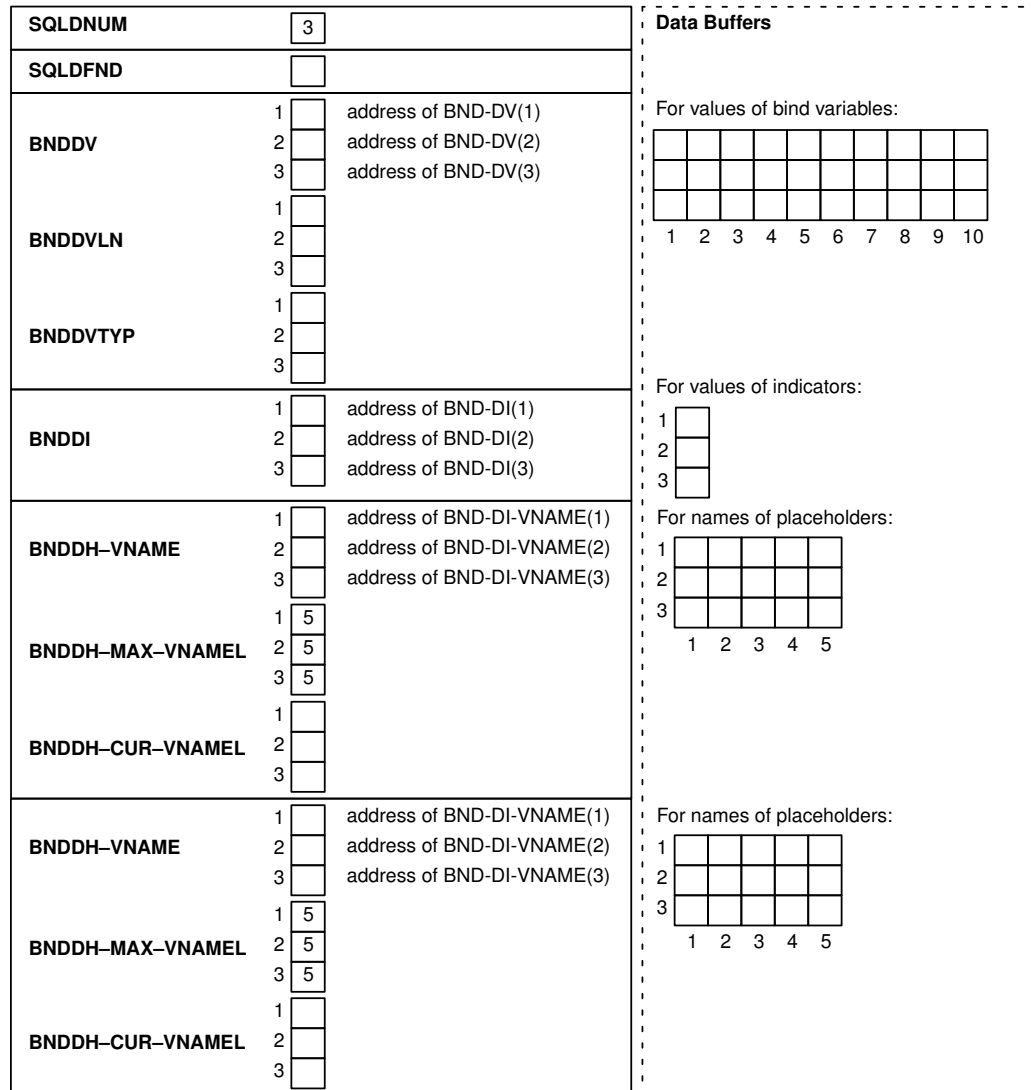 SQLDNUM 3
SQLDFND
BNDDV
1 address of BND-DV(1)
2 address of BND-DV(2)
3 address of BND-DV(3)
BNDDVLN
1
2
3
BNDDVTYP
1
2
3
BNDDI
1 address of BND-DI(1)
2 address of BND-DI(2)
3 address of BND-DI(3)
BNDDH–VNAME
1 address of BND-DI-VNAME(1)
2 address of BND-DI-VNAME(2)
3 address of BND-DI-VNAME(3)
BNDDH–MAX–VNAMEL
1 5
2 5
3 5
BNDDH–CUR–VNAMEL
1
2
3
BNDDH–VNAME
1 address of BND-DI-VNAME(1)
2 address of BND-DI-VNAME(2)
3 address of BND-DI-VNAME(3)
BNDDH–MAX–VNAMEL
1 5
2 5
3 5
BNDDH–CUR–VNAMEL
1
2
3
Data Buffers
For values of bind variables:
1 2 3 4 5 6 7 8 9 10
For values of indicators:
1
2
3
For names of placeholders:
1
2
3
1 2 3 4 5
For names of placeholders:
1
2
3
1 2 3 4 5